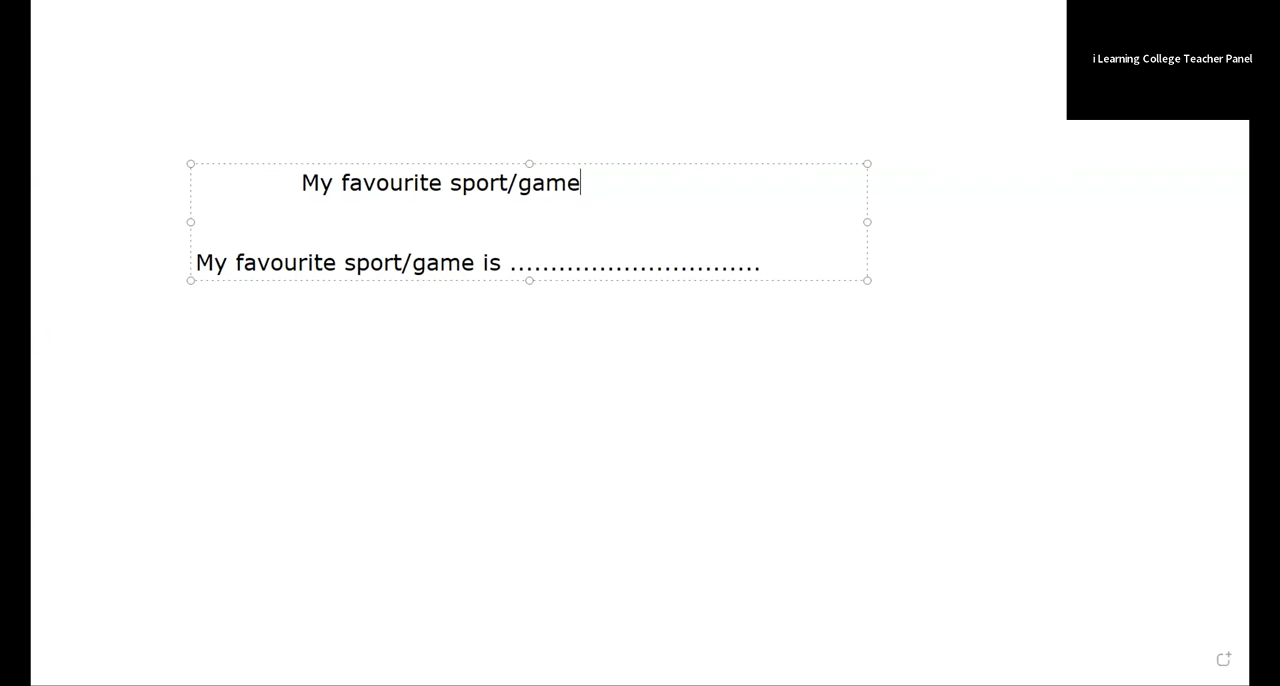 i Learning College Teacher Panel
My favourite sport/game
My favourite sport/game is ...............................